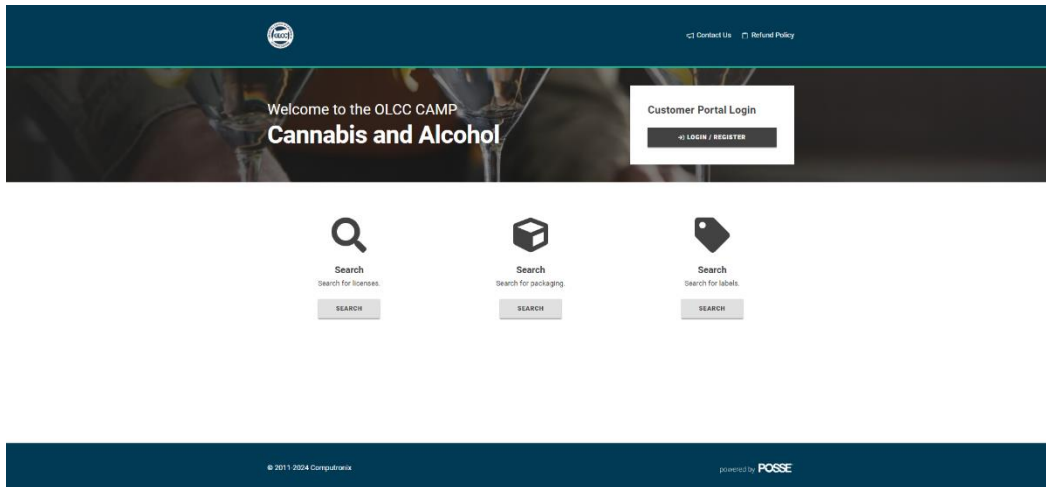 OLCC
Contact Us
Refund Policy
Welcome to the OLCC CAMP
Cannabis and Alcohol
Customer Portal Login
LOGIN / REGISTER
Search
Search for licenses.
SEARCH
Search
Search for packaging.
SEARCH
Search
Search for labels.
SEARCH
© 2011-2024 Computronix
powered by POSSE